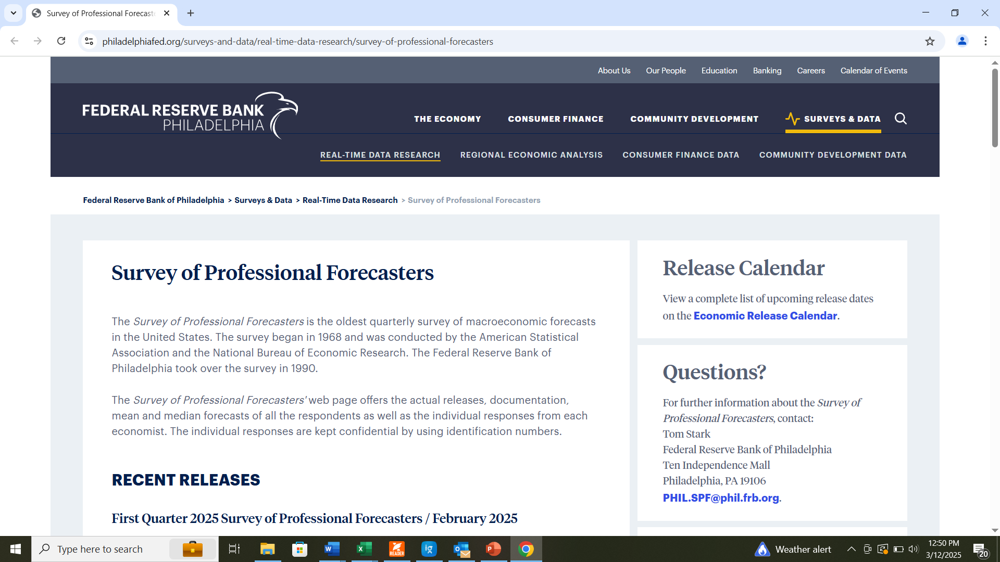 Survey of Professional Forecast
philadelphiafed.org/surveys-and-data/real-time-data-research/survey-of-professional-forecasters
About Us Our People Education Banking Careers Calendar of Events
FEDERAL RESERVE BANK
PHILADELPHIA
THE ECONOMY CONSUMER FINANCE COMMUNITY DEVELOPMENT SURVEYS & DATA
REAL-TIME DATA RESEARCH REGIONAL ECONOMIC ANALYSIS CONSUMER FINANCE DATA COMMUNITY DEVELOPMENT DATA
Federal Reserve Bank of Philadelphia > Surveys & Data > Real-Time Data Research > Survey of Professional Forecasters
Survey of Professional Forecasters
The Survey of Professional Forecasters is the oldest quarterly survey of macroeconomic forecasts
in the United States. The survey began in 1968 and was conducted by the American Statistical
Association and the National Bureau of Economic Research. The Federal Reserve Bank of
Philadelphia took over the survey in 1990.
The Survey of Professional Forecasters' web page offers the actual releases, documentation,
mean and median forecasts of all the respondents as well as the individual responses from each
economist. The individual responses are kept confidential by using identification numbers.
RECENT RELEASES
First Quarter 2025 Survey of Professional Forecasters / February 2025
Release Calendar
View a complete list of upcoming release dates
on the Economic Release Calendar.
Questions?
For further information about the Survey of
Professional Forecasters, contact:
Tom Stark
Federal Reserve Bank of Philadelphia
Ten Independence Mall
Philadelphia, PA 19106
PHIL.SPF@phil.frb.org.
Type here to search
W
X
READER
ig
O
P
Weather alert
12:50 PM
3/12/2025
20